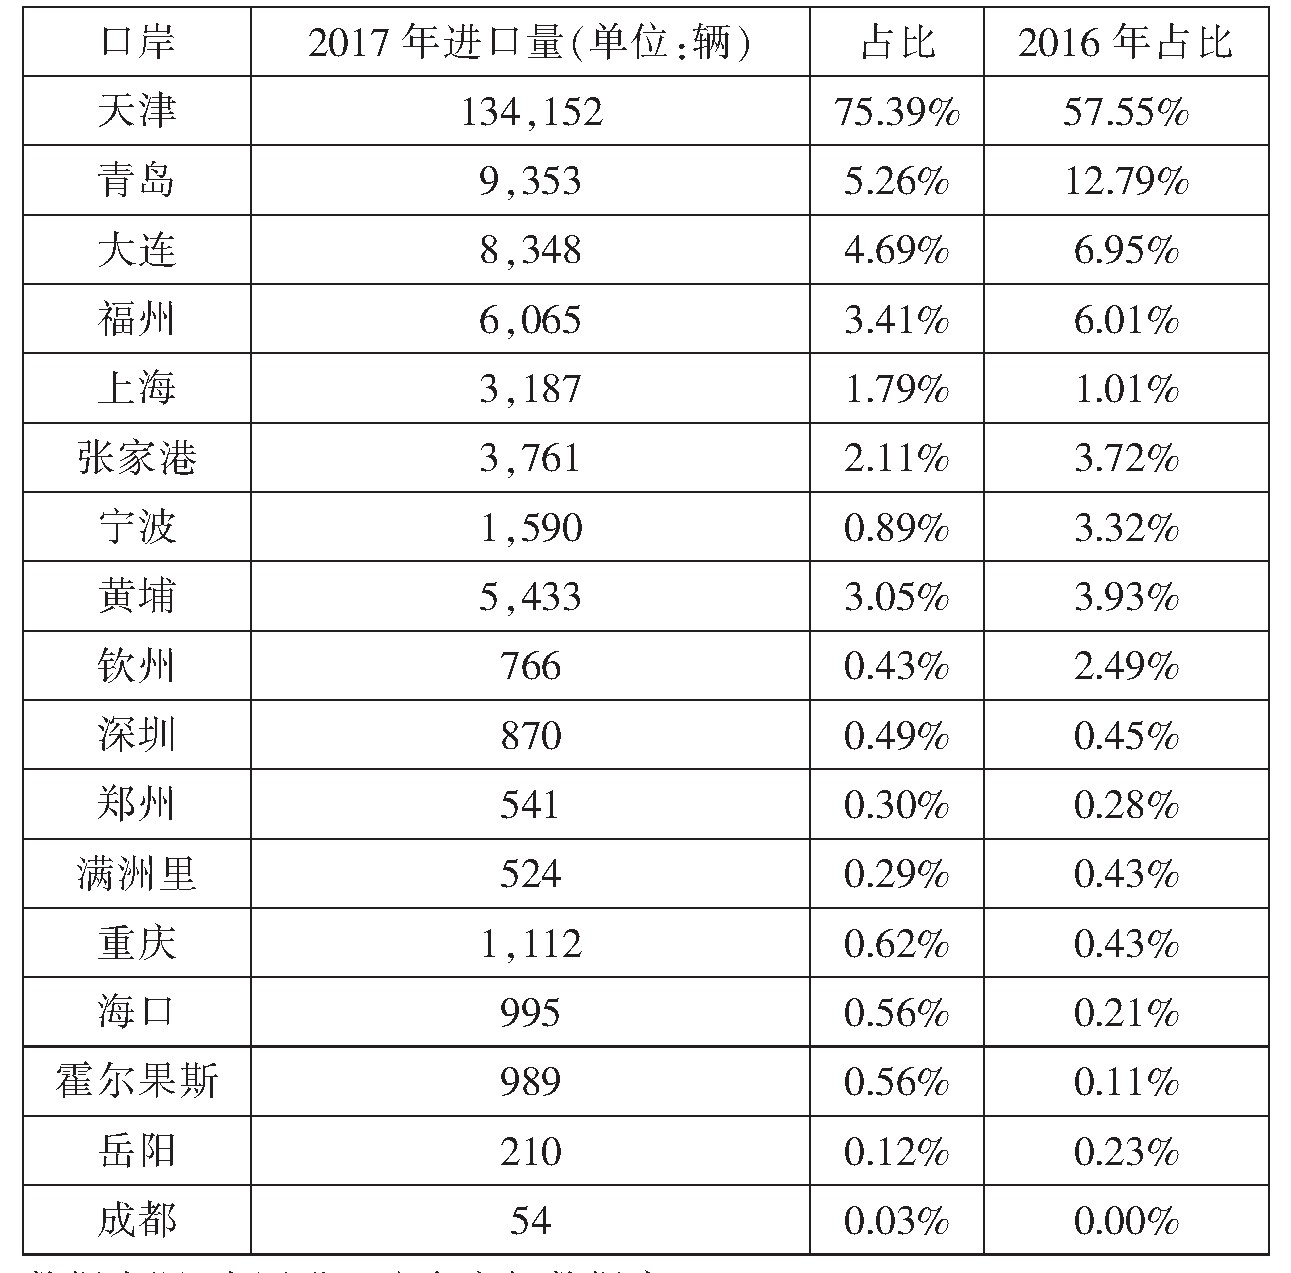 口岸 2017 年进口量(单位:辆) 占比 2016 年占比
天津 134,152 75.39% 57.55%
青岛 9,353 5.26% 12.79%
大连 8,348 4.69% 6.95%
福州 6,065 3.41% 6.01%
上海 3,187 1.79% 1.01%
张家港 3,761 2.11% 3.72%
宁波 1,590 0.89% 3.32%
黄埔 5,433 3.05% 3.93%
钦州 766 0.43% 2.49%
深圳 870 0.49% 0.45%
郑州 541 0.30% 0.28%
满洲里 524 0.29% 0.43%
重庆 1,112 0.62% 0.43%
海口 995 0.56% 0.21%
霍尔果斯 989 0.56% 0.11%
岳阳 210 0.12% 0.23%
成都 54 0.03% 0.00%